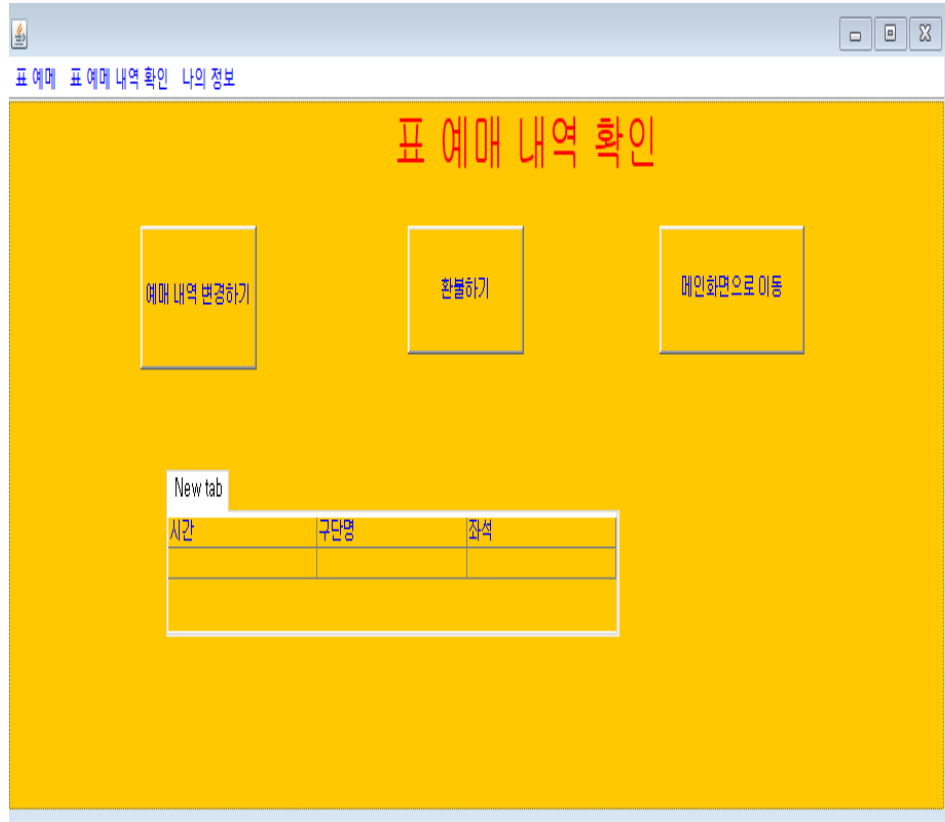 표 예메 표 예메 내역 확인 나의 정보
표 예매 내역 확인
예매 내역 변경하기 환불하기 메인화면으로 이동
New tab
시간 구단명 좌석